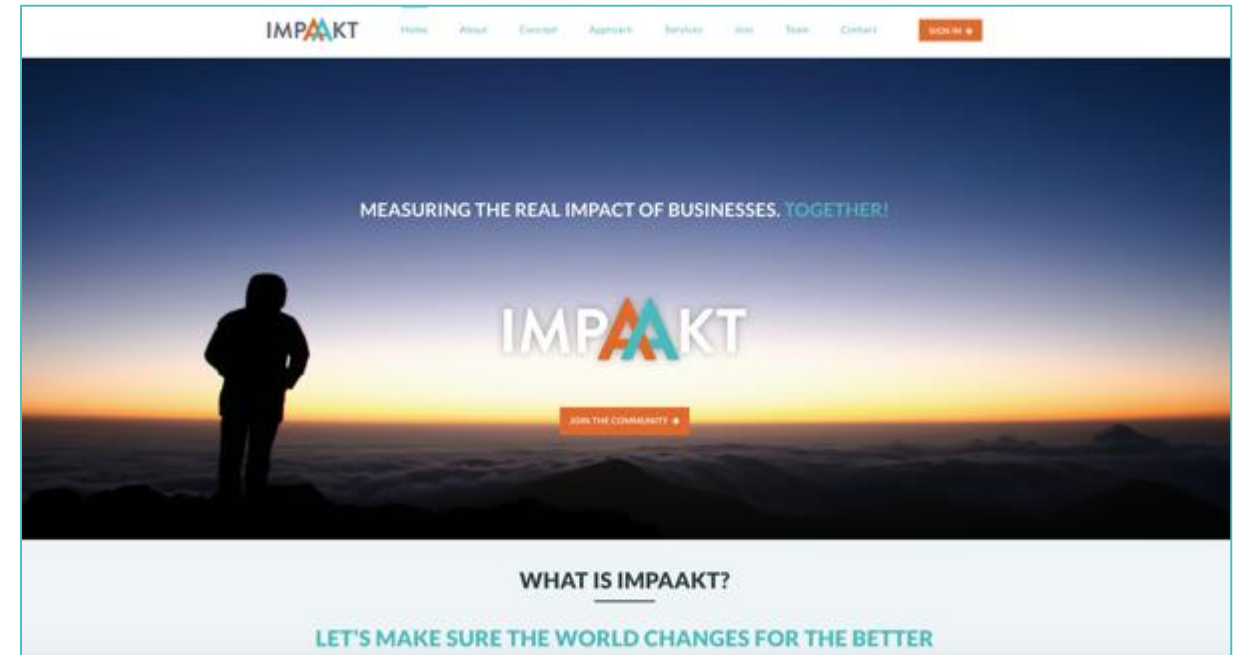 IMPAAKT Home About Concept Approach Services Join Team Contact SIGN IN
MEASURING THE REAL IMPACT OF BUSINESSES. TOGETHER!
IMPAAKT
JOIN THE COMMUNITY
WHAT IS IMPAAKT?
LET'S MAKE SURE THE WORLD CHANGES FOR THE BETTER